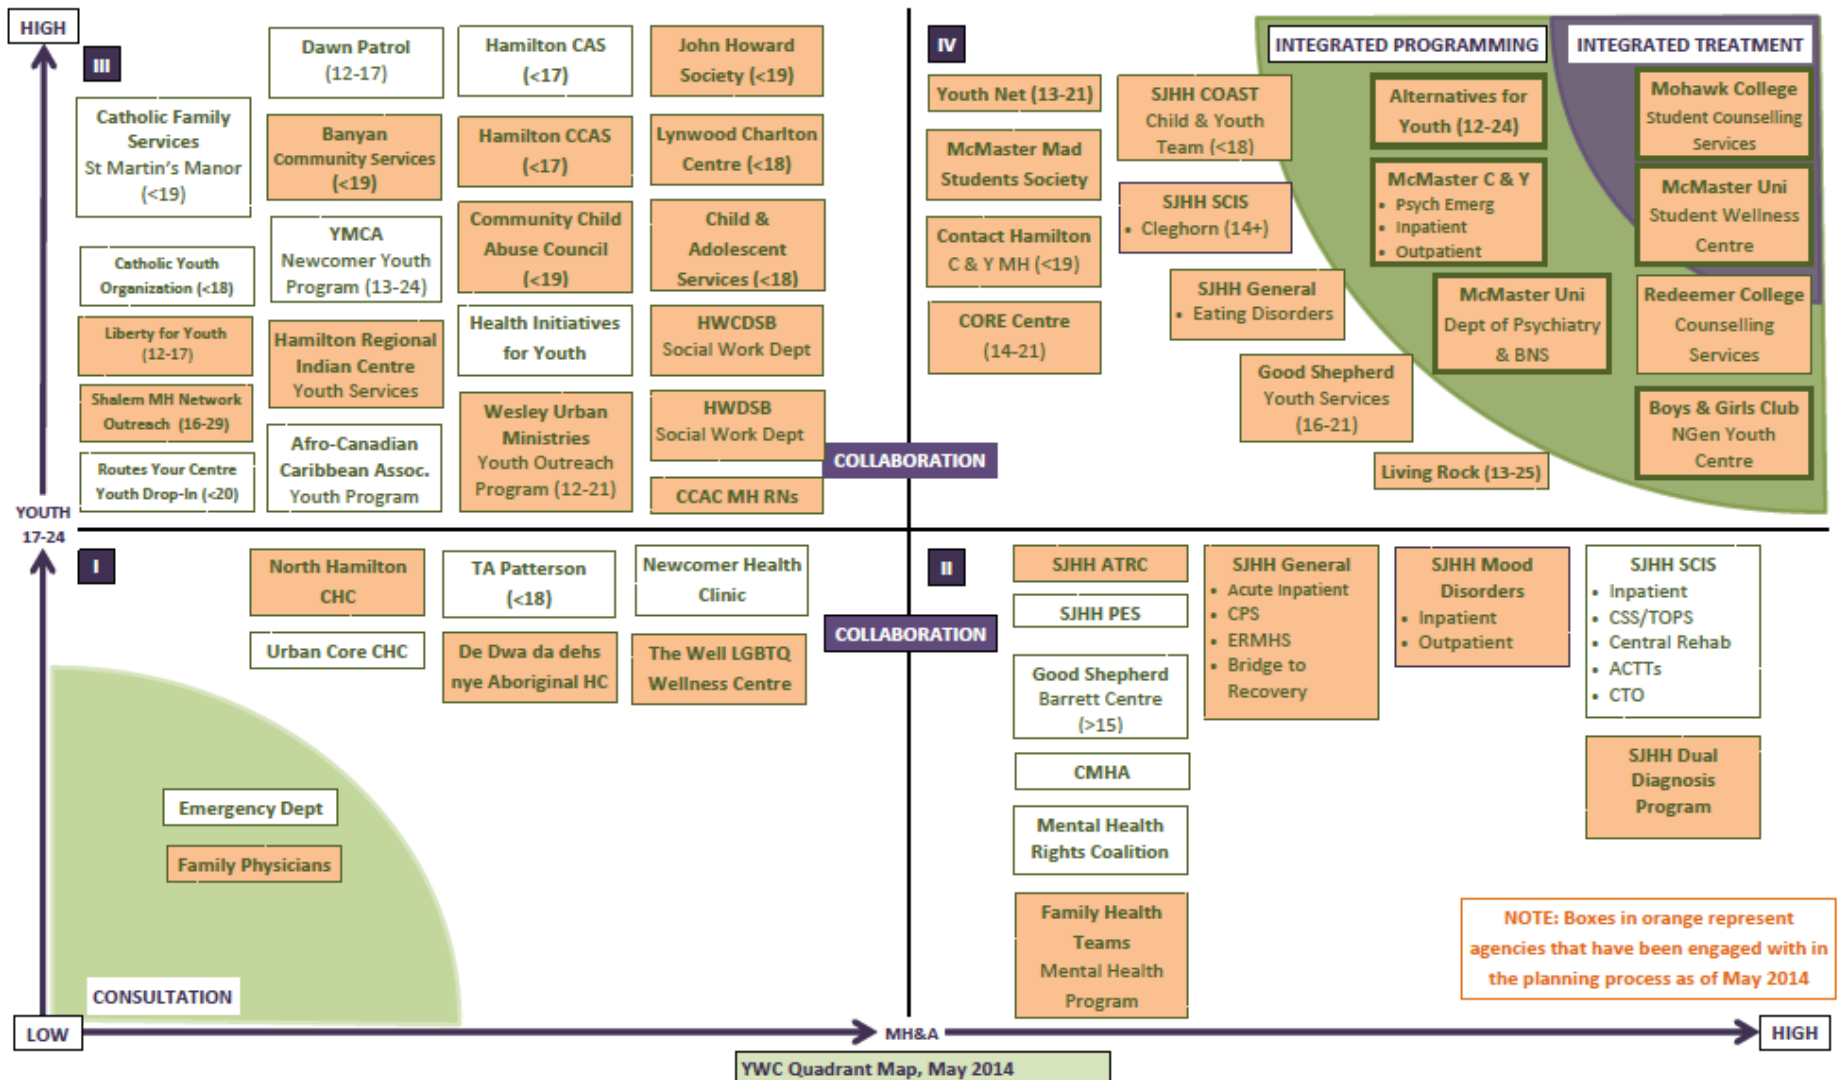 HIGH
III
Dawn Patrol
(12-17)
Hamilton CAS
(<17)
John Howard
Society (<19)
Catholic Family
Services
St Martin's Manor
(<19)
Banyan
Community Services
(<19)
Hamilton CCAS
(<17)
Lynwood Charlton
Centre (<18)
Catholic Youth
Organization (<18)
YMCA
Newcomer Youth
Program (13-24)
Community Child
Abuse Council
(<19)
Child &
Adolescent
Services (<18)
Liberty for Youth
(12-17)
Hamilton Regional
Indian Centre
Youth Services
Health Initiatives
for Youth
HWCDSB
Social Work Dept
Shalem MH Network
Outreach (16-29)
Afro-Canadian
Caribbean Assoc.
Youth Program
Wesley Urban
Ministries
Youth Outreach
Program (12-21)
HWDSB
Social Work Dept
Routes Your Centre
Youth Drop-In (<20)
CCAC MH RNs
COLLABORATION
IV
INTEGRATED PROGRAMMING
INTEGRATED TREATMENT
Youth Net (13-21)
SJHH COAST
Child & Youth
Team (<18)
Alternatives for
Youth (12-24)
Mohawk College
Student Counselling
Services
McMaster Mad
Students Society
SJHH SCIS
• Cleghorn (14+)
McMaster C & Y
• Psych Emerg
• Inpatient
• Outpatient
McMaster Uni
Student Wellness
Centre
Contact Hamilton
C & Y MH (<19)
SJHH General
• Eating Disorders
McMaster Uni
Dept of Psychiatry
& BNS
Redeemer College
Counselling
Services
CORE Centre
(14-21)
Good Shepherd
Youth Services
(16-21)
Boys & Girls Club
NGen Youth
Centre
Living Rock (13-25)
YOUTH
17-24
I
North Hamilton
CHC
TA Patterson
(<18)
Newcomer Health
Clinic
Urban Core CHC
De Dwa da dehs
nye Aboriginal HC
The Well LGBTQ
Wellness Centre
COLLABORATION
Emergency Dept
Family Physicians
CONSULTATION
II
SJHH ATRC
SJHH PES
Good Shepherd
Barrett Centre
(>15)
CMHA
Mental Health
Rights Coalition
Family Health
Teams
Mental Health
Program
SJHH General
• Acute Inpatient
• CPS
• ERMHS
• Bridge to
Recovery
SJHH Mood
Disorders
• Inpatient
• Outpatient
SJHH SCIS
• Inpatient
• CSS/TOPS
• Central Rehab
• ACTTs
• CTO
SJHH Dual
Diagnosis
Program
NOTE: Boxes in orange represent
agencies that have been engaged with in
the planning process as of May 2014
LOW
MH&A
HIGH
YWC Quadrant Map, May 2014